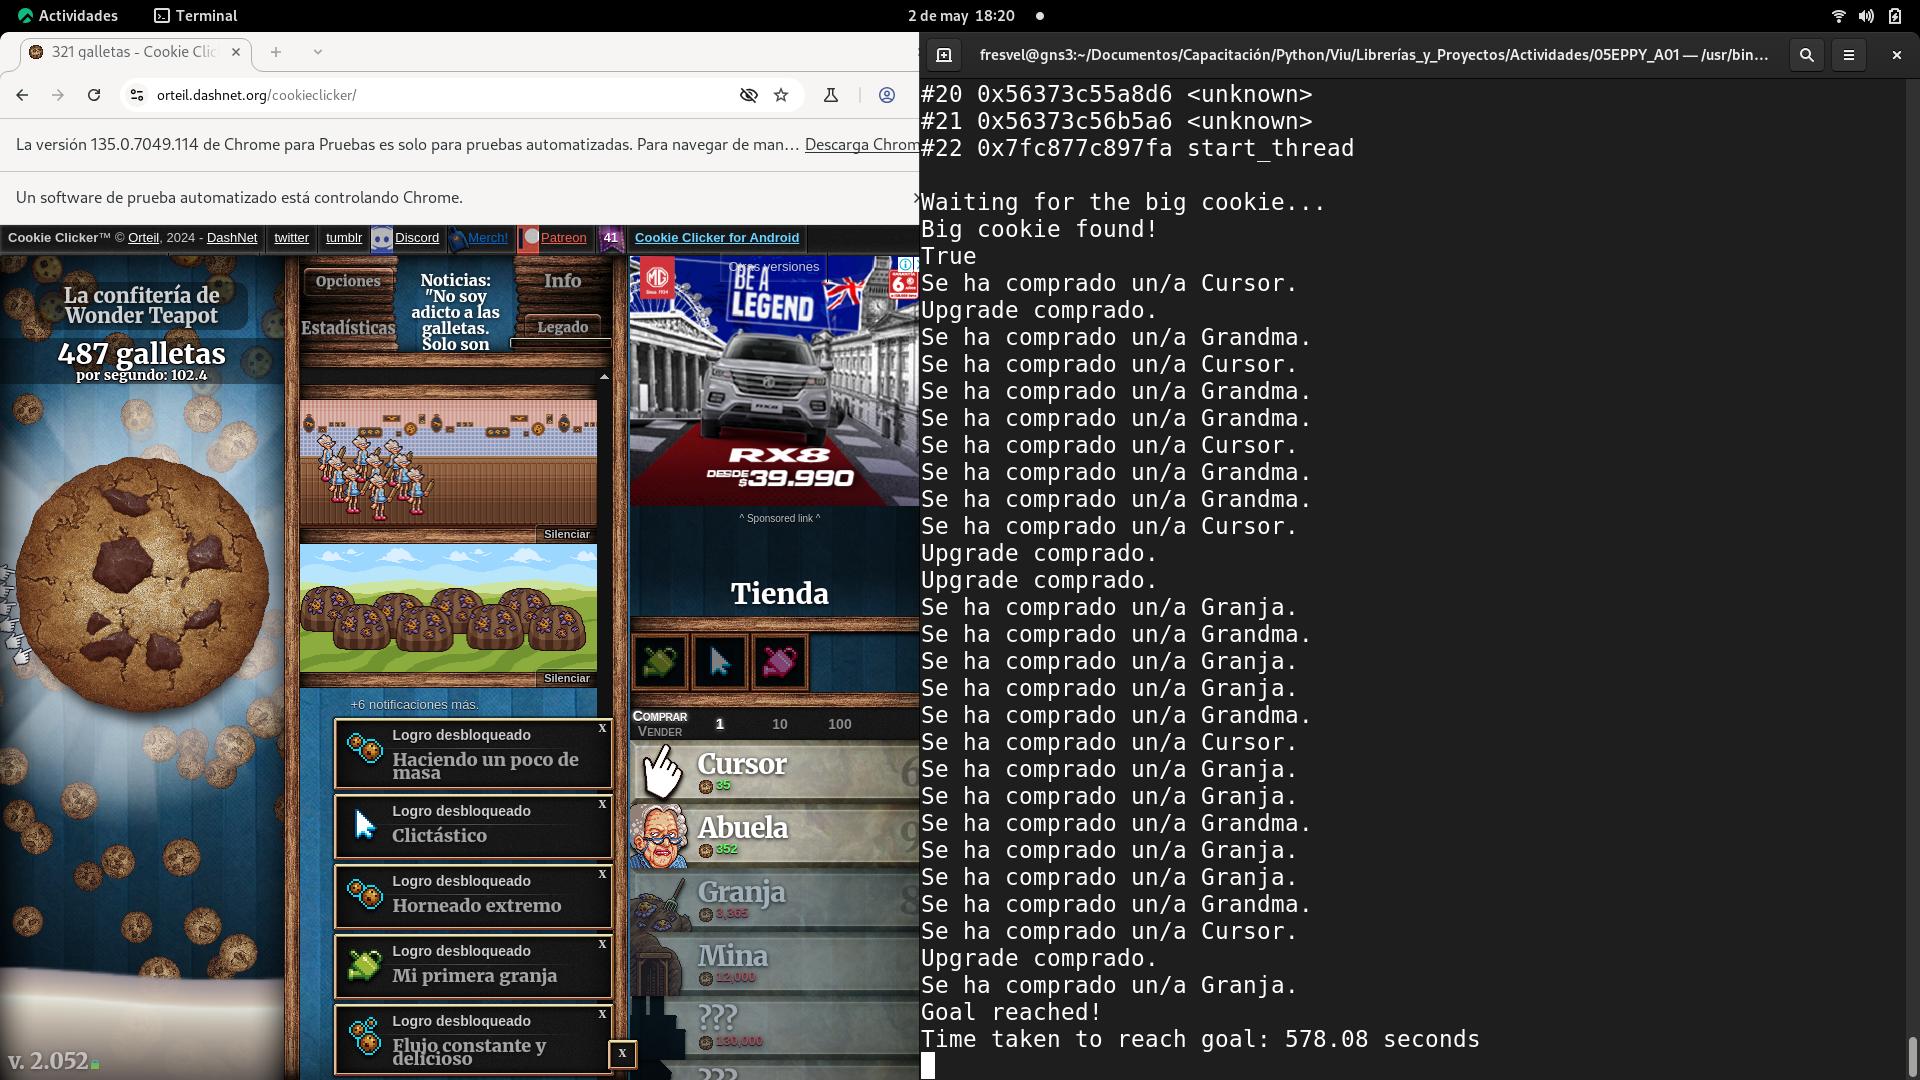 Actividades
Terminal
2 de may 18:20
321 galletas - Cookie Clic
orteil.dashnet.org/cookieclicker/
La versión 135.0.7049.114 de Chrome para Pruebas es solo para pruebas automatizadas. Para navegar de man… Descarga Chrom
Un software de prueba automatizado está controlando Chrome.
Cookie Clicker™ © Orteil, 2024 - DashNet
twitter
tumblr
Discord
Merch!
Patreon
41
Cookie Clicker for Android
La confitería de
Wonder Teapot
487 galletas
por segundo: 102.4
v. 2.052
Opciones
Estadísticas
Noticias:
"No soy
adicto a las
galletas.
Solo son
Info
Legado
Silenciar
Silenciar
+6 notificaciones más.
Logro desbloqueado
Haciendo un poco de
masa
x
Logro desbloqueado
Clictástico
x
Logro desbloqueado
Horneado extremo
x
Logro desbloqueado
Mi primera granja
x
Logro desbloqueado
Flujo constante y
delicioso
x
x
Otras versiones
MG
BE A
LEGEND
6
RX8
RX8
DESDE
$39.990
^ Sponsored link ^
Tienda
Comprar
Vender
1
10
100
Cursor
35
6
Abuela
352
9
Granja
3,365
8
Mina
12,000
???
130,000
???
fresvel@gns3:~/Documentos/Capacitación/Python/Viu/Librerías_y_Proyectos/Actividades/05EPPY_A01 — /usr/bin…
#20 0x56373c55a8d6 <unknown>
#21 0x56373c56b5a6 <unknown>
#22 0x7fc877c897fa start_thread
Waiting for the big cookie...
Big cookie found!
True
Se ha comprado un/a Cursor.
Upgrade comprado.
Se ha comprado un/a Grandma.
Se ha comprado un/a Cursor.
Se ha comprado un/a Grandma.
Se ha comprado un/a Grandma.
Se ha comprado un/a Cursor.
Se ha comprado un/a Grandma.
Se ha comprado un/a Grandma.
Se ha comprado un/a Cursor.
Upgrade comprado.
Upgrade comprado.
Se ha comprado un/a Granja.
Se ha comprado un/a Grandma.
Se ha comprado un/a Granja.
Se ha comprado un/a Granja.
Se ha comprado un/a Grandma.
Se ha comprado un/a Cursor.
Se ha comprado un/a Granja.
Se ha comprado un/a Granja.
Se ha comprado un/a Grandma.
Se ha comprado un/a Granja.
Se ha comprado un/a Granja.
Se ha comprado un/a Grandma.
Se ha comprado un/a Cursor.
Upgrade comprado.
Se ha comprado un/a Granja.
Goal reached!
Time taken to reach goal: 578.08 seconds